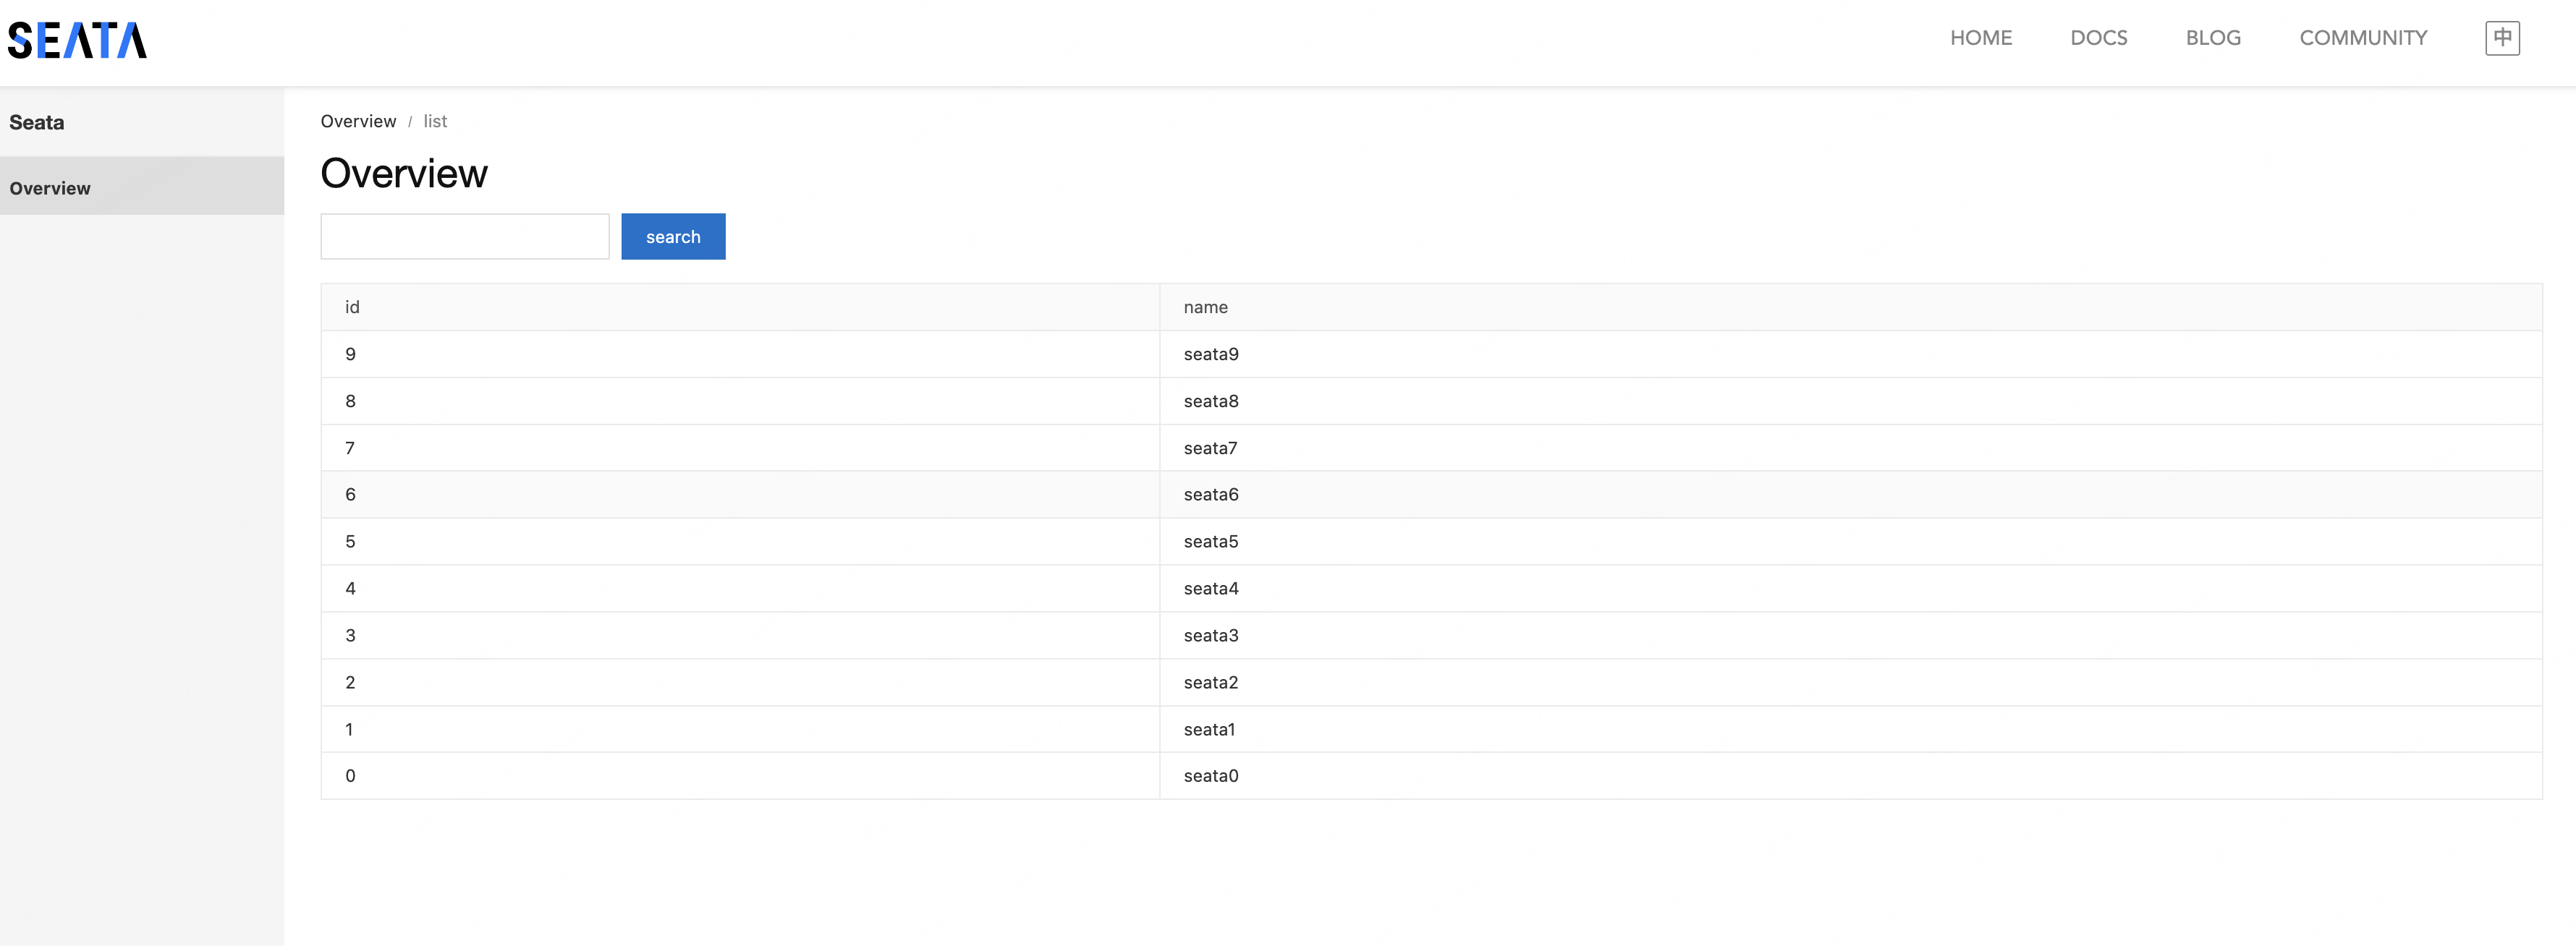 SEATA
HOME DOCS BLOG COMMUNITY 中
Seata
Overview
Overview / list
Overview
search
id name
9 seata9
8 seata8
7 seata7
6 seata6
5 seata5
4 seata4
3 seata3
2 seata2
1 seata1
0 seata0